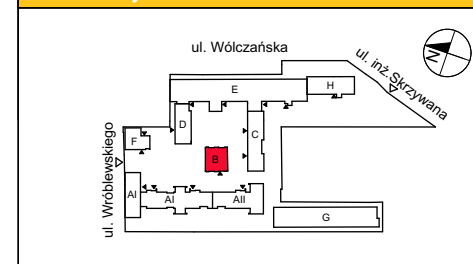 ul. Wólczańska
ul. inż.Skrzywana
N
E
H
D
C
F
B
ul. Wróblewskiego
AI
AI
AII
G